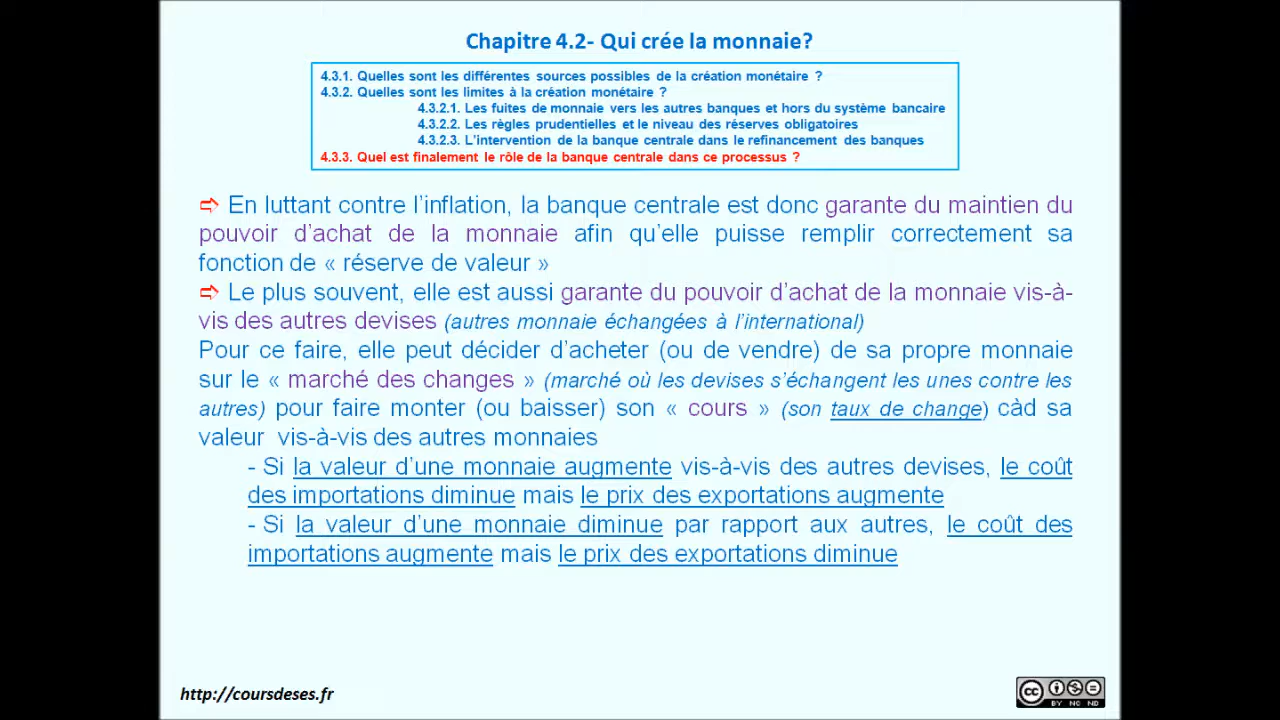 Chapitre 4.2- Qui crée la monnaie?
4.3.1. Quelles sont les différentes sources possibles de la création monétaire ?
4.3.2. Quelles sont les limites à la création monétaire ?
4.3.2.1. Les fuites de monnaie vers les autres banques et hors du système bancaire
4.3.2.2. Les règles prudentielles et le niveau des réserves obligatoires
4.3.2.3. L'intervention de la banque centrale dans le refinancement des banques
4.3.3. Quel est finalement le rôle de la banque centrale dans ce processus ?
⇨ En luttant contre l'inflation, la banque centrale est donc garante du maintien du
pouvoir d'achat de la monnaie afin qu'elle puisse remplir correctement sa
fonction de « réserve de valeur »
⇨ Le plus souvent, elle est aussi garante du pouvoir d'achat de la monnaie vis-à-
vis des autres devises (autres monnaie échangées à l'international)
Pour ce faire, elle peut décider d'acheter (ou de vendre) de sa propre monnaie
sur le « marché des changes » (marché où les devises s'échangent les unes contre les
autres) pour faire monter (ou baisser) son « cours » (son taux de change) càd sa
valeur vis-à-vis des autres monnaies
- Si la valeur d'une monnaie augmente vis-à-vis des autres devises, le coût
des importations diminue mais le prix des exportations augmente
- Si la valeur d'une monnaie diminue par rapport aux autres, le coût des
importations augmente mais le prix des exportations diminue
http://coursdeses.fr
cc
BY NC ND